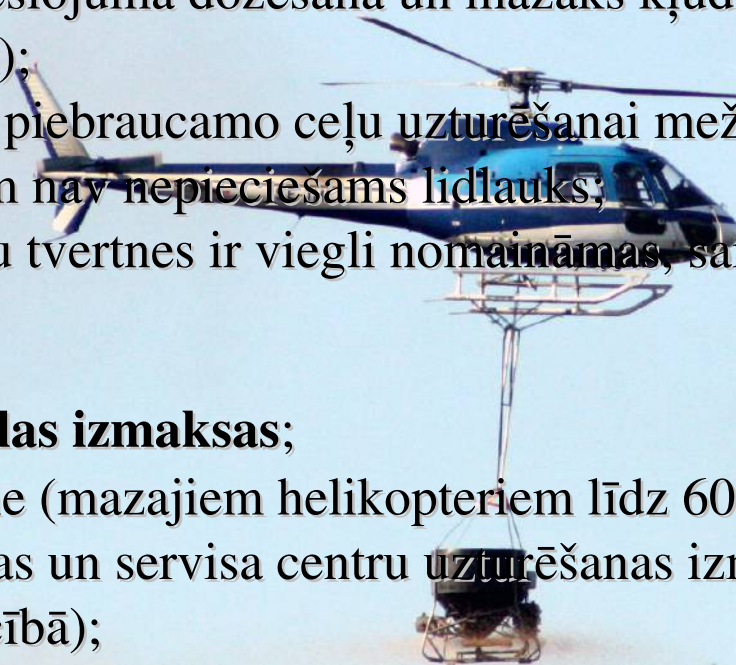 );
piebraucamo ceļu uzturēšanai mež
nav nepieciešams lidlauks;
tvertnes ir viegli nomaināmas, sai
las izmaksas;
e (mazajiem helikopteriem līdz 60
as un servisa centru uzturēšanas izm
cībā);